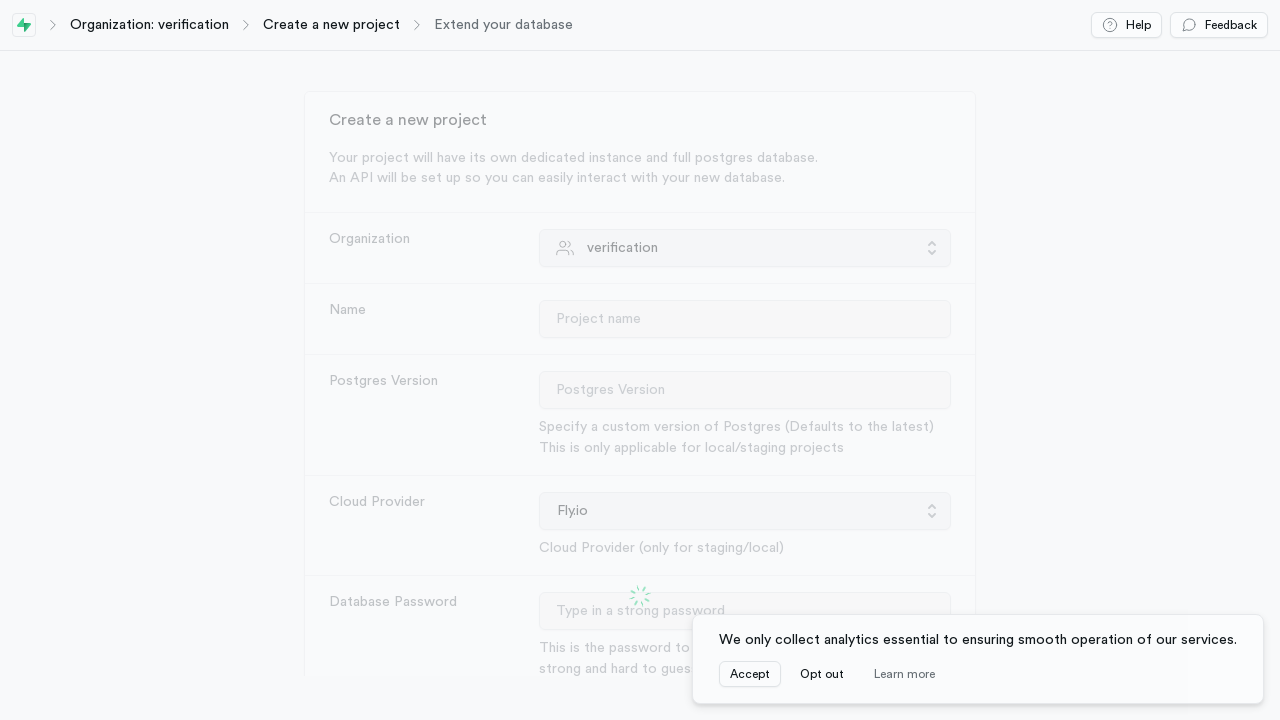 Organization: verification
Create a new project
Extend your database
Help
Feedback
Create a new project
Your project will have its own dedicated instance and full postgres database.
An API will be set up so you can easily interact with your new database.
Organization
verification
Name
Project name
Postgres Version
Postgres Version
Specify a custom version of Postgres (Defaults to the latest)
This is only applicable for local/staging projects
Cloud Provider
Fly.io
Cloud Provider (only for staging/local)
Database Password
Type in a strong password
This is the password to
strong and hard to gues
We only collect analytics essential to ensuring smooth operation of our services.
Accept
Opt out
Learn more